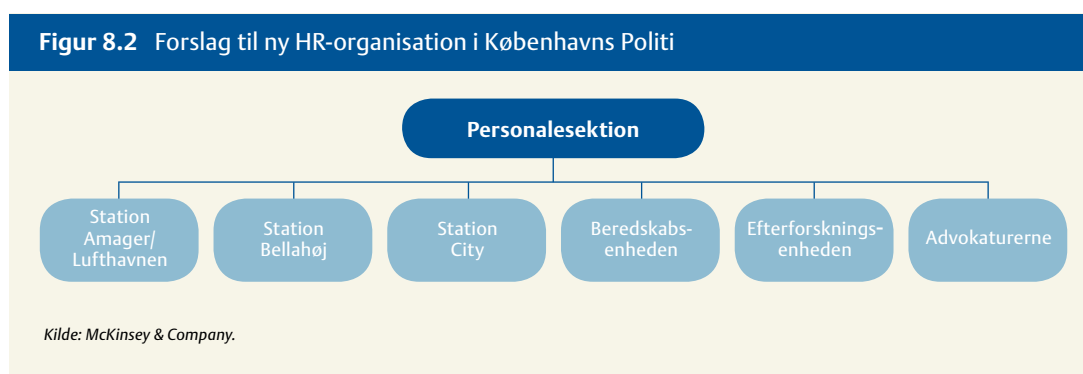 Figur 8.2 Forslag til ny HR-organisation i Københavns Politi
Personalesektion
Station
Amager/
Lufthavnen
Station
Bellahøj
Station
City
Beredskabs-
enheden
Efterforsknings-
enheden
Advokaturerne
Kilde: McKinsey & Company.